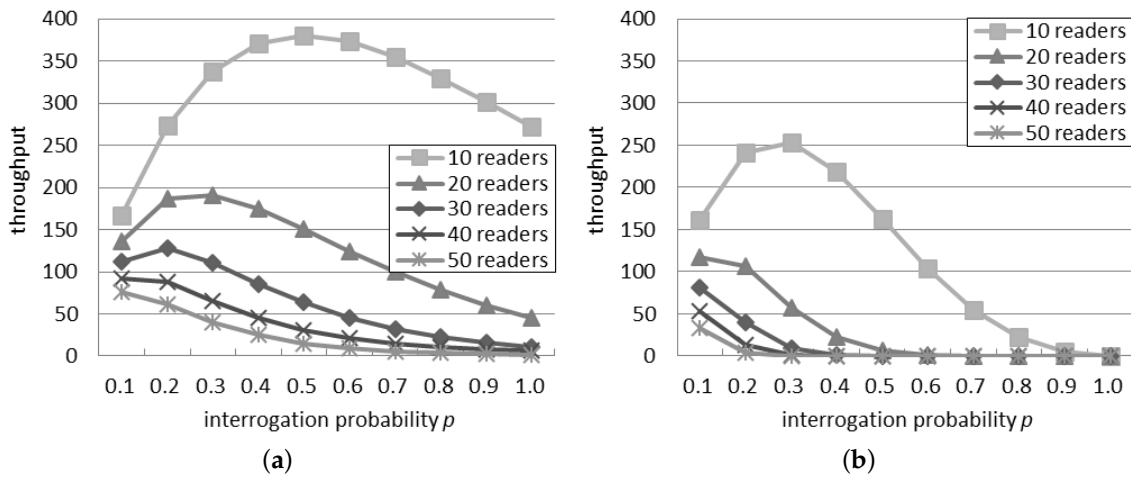 400
350
300
250
200
150
100
50
0
throughput
10 readers
20 readers
30 readers
40 readers
50 readers
0.1 0.2 0.3 0.4 0.5 0.6 0.7 0.8 0.9 1.0
interrogation probability p
(a)
400
350
300
250
200
150
100
50
0
throughput
10 readers
20 readers
30 readers
40 readers
50 readers
0.1 0.2 0.3 0.4 0.5 0.6 0.7 0.8 0.9 1.0
interrogation probability p
(b)